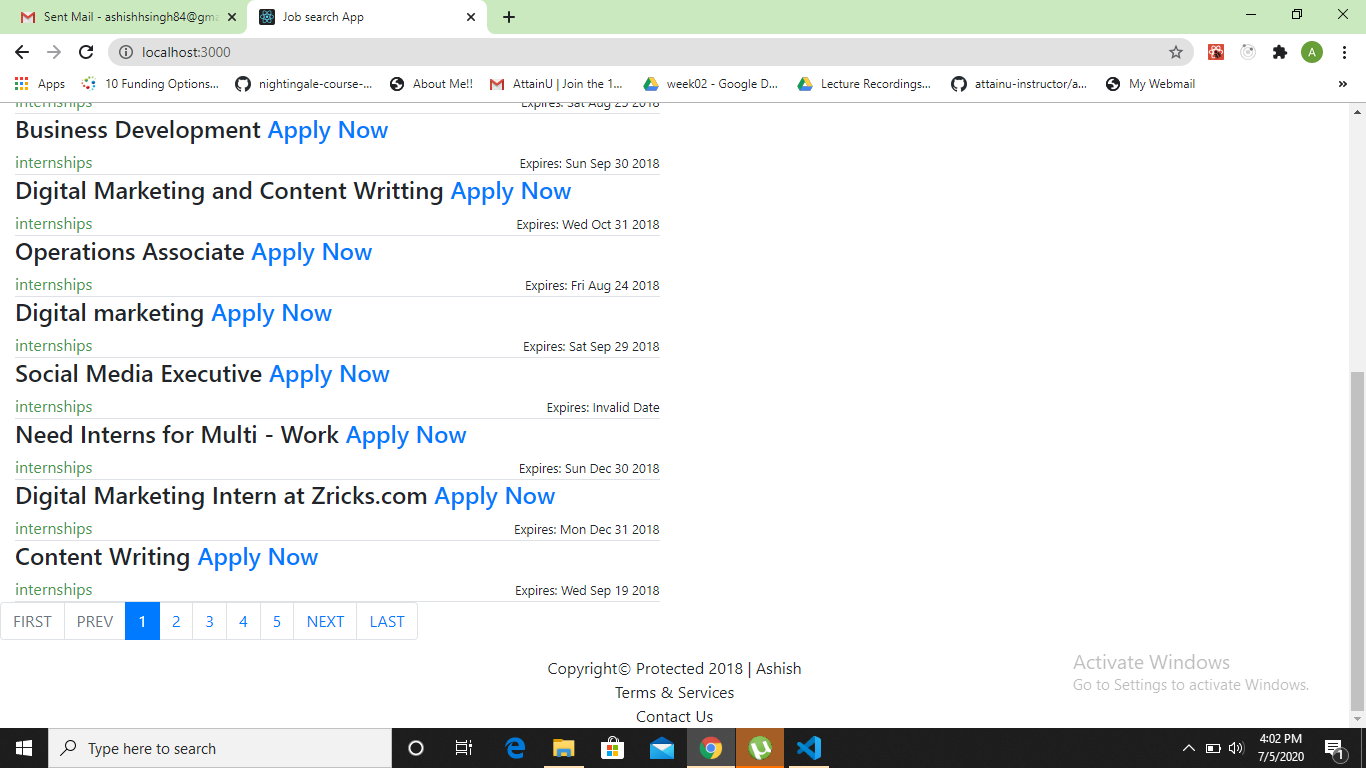 Sent Mail - ashishhsingh84@gma
Job search App
localhost:3000
A
Apps
10 Funding Options...
nightingale-course-...
About Me!!
AttainU | Join the 1...
week02 - Google D...
Lecture Recordings...
attainu-instructor/a...
My Webmail
»
internships Expires: Sat Aug 25 2018
Business Development Apply Now
internships Expires: Sun Sep 30 2018
Digital Marketing and Content Writting Apply Now
internships Expires: Wed Oct 31 2018
Operations Associate Apply Now
internships Expires: Fri Aug 24 2018
Digital marketing Apply Now
internships Expires: Sat Sep 29 2018
Social Media Executive Apply Now
internships Expires: Invalid Date
Need Interns for Multi - Work Apply Now
internships Expires: Sun Dec 30 2018
Digital Marketing Intern at Zricks.com Apply Now
internships Expires: Mon Dec 31 2018
Content Writing Apply Now
internships Expires: Wed Sep 19 2018
FIRST PREV 1 2 3 4 5 NEXT LAST
Copyright© Protected 2018 | Ashish
Terms & Services
Contact Us
Activate Windows
Go to Settings to activate Windows.
Type here to search
4:02 PM
7/5/2020
1